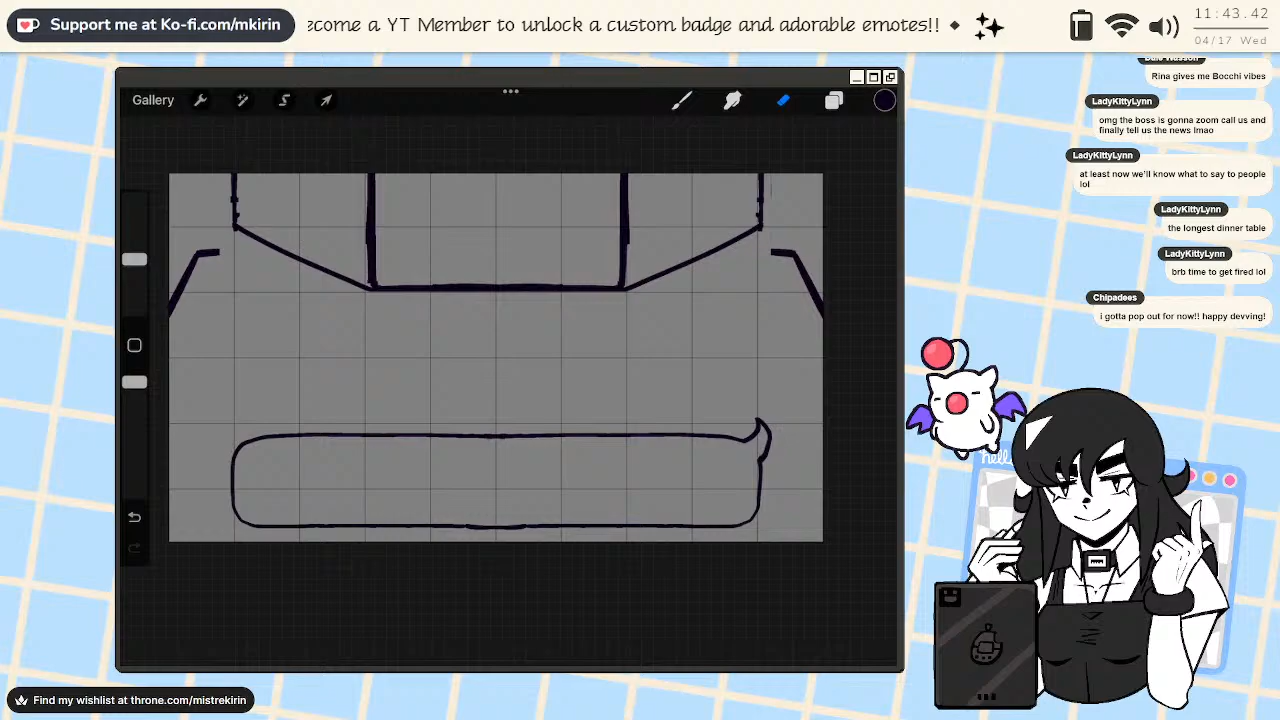 Support me at Ko-fi.com/mkirin
ecome a YT Member to unlock a custom badge and adorable emotes!!
11:43.42
04/17 Wed
Gallery
Rina gives me Bocchi vibes
LadyKittyLynn
omg the boss is gonna zoom call us and
finally tell us the news lmao
LadyKittyLynn
at least now we'll know what to say to people
lol
LadyKittyLynn
the longest dinner table
LadyKittyLynn
brb time to get fired lol
Chipadees
i gotta pop out for now!! happy devving!
Find my wishlist at throne.com/mistrekirin